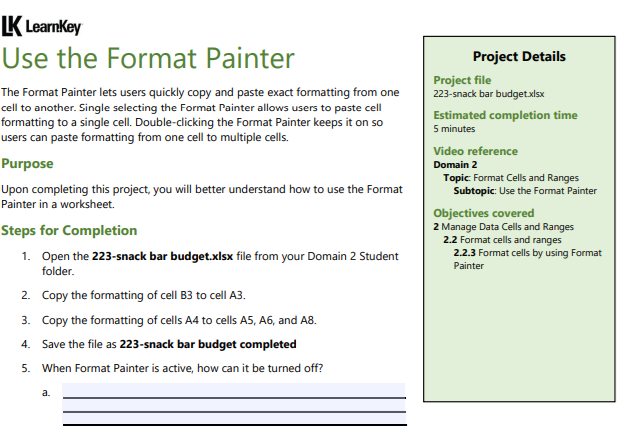 LK LearnKey
Use the Format Painter
The Format Painter lets users quickly copy and paste exact formatting from one
cell to another. Single selecting the Format Painter allows users to paste cell
formatting to a single cell. Double-clicking the Format Painter keeps it on so
users can paste formatting from one cell to multiple cells.
Purpose
Upon completing this project, you will better understand how to use the Format
Painter in a worksheet.
Steps for Completion
1. Open the 223-snack bar budget.xlsx file from your Domain 2 Student
folder.
2. Copy the formatting of cell B3 to cell A3.
3. Copy the formatting of cells A4 to cells A5, A6, and A8.
4. Save the file as 223-snack bar budget completed
5. When Format Painter is active, how can it be turned off?
a.
Project Details
Project file
223-snack bar budget.xlsx
Estimated completion time
5 minutes
Video reference
Domain 2
Topic: Format Cells and Ranges
Subtopic: Use the Format Painter
Objectives covered
2 Manage Data Cells and Ranges
2.2 Format cells and ranges
2.2.3 Format cells by using Format
Painter